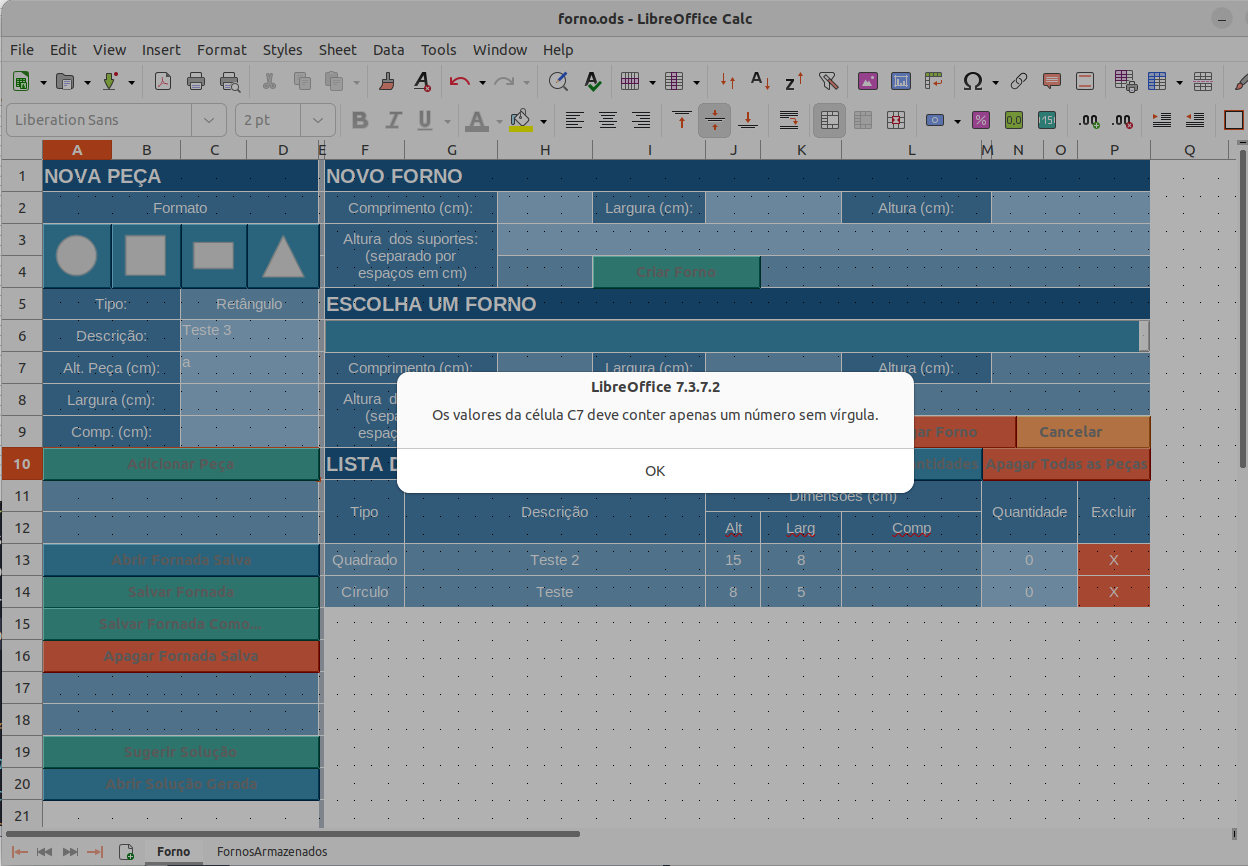 forno.ods - LibreOffice Calc
File Edit View Insert Format Styles Sheet Data Tools Window Help
Liberation Sans 2 pt
A B C D E F G H I J K L M N O P Q
1 NOVA PEÇA NOVO FORNO
2 Formato Comprimento (cm): Largura (cm): Altura (cm):
3 Altura dos suportes:
(separado por
4 espaços em cm) Criar Forno
5 Tipo: Retângulo ESCOLHA UM FORNO
6 Descrição: Teste 3
7 Alt. Peça (cm): a Comprimento (cm): Largura (cm): Altura (cm):
8 Largura (cm): Altura
9 Comp. (cm): Forno Cancelar
10 Adicionar Peça LISTA Apagar Todas as Peças
LibreOffice 7.3.7.2
Os valores da célula C7 deve conter apenas um número sem vírgula.
OK
11 Tipo Descrição Dimensões (cm) Quantidade Excluir
12 Alt Larg Comp
13 Abrir Fornada Salva Quadrado Teste 2 15 8 0 X
14 Salvar Fornada Circulo Teste 8 5 0 X
15 Salvar Fornada Como...
16 Apagar Fornada Salva
17
18
19 Sugerir Solução
20 Abrir Solução Gerada
21
Forno FornosArmazenados